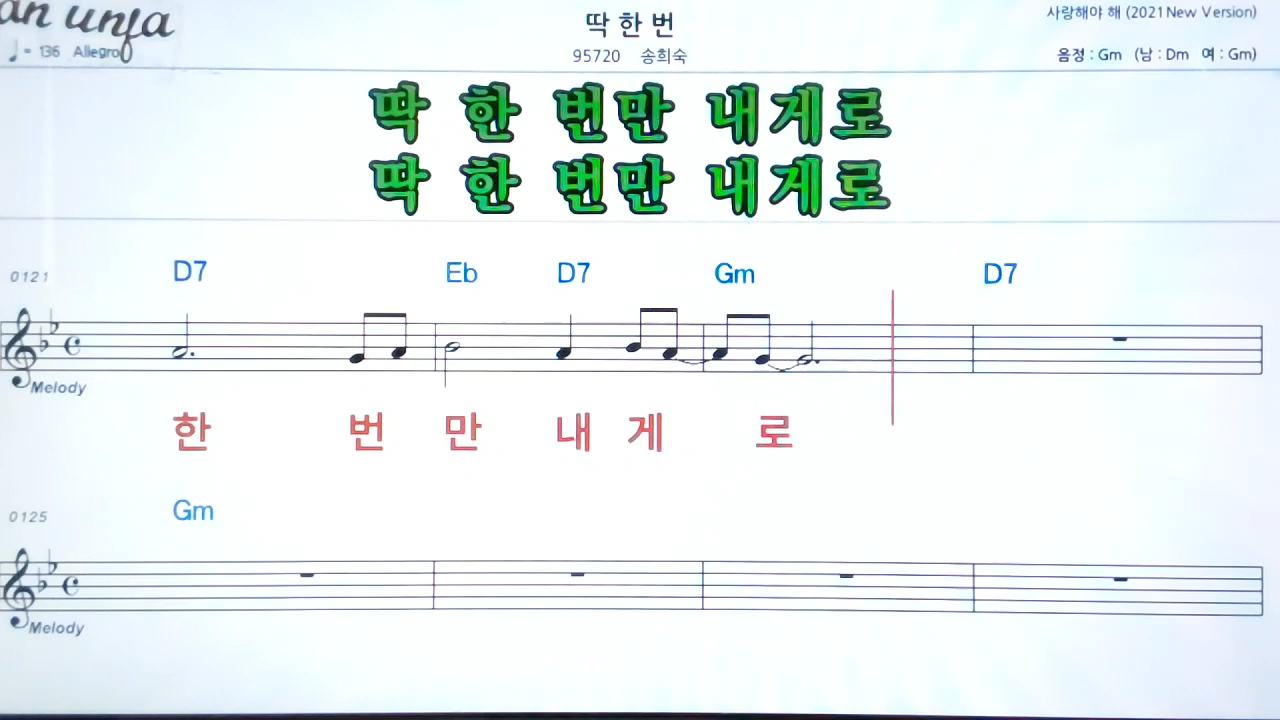 딱 한 번
사랑해야 해 (2021 New Version)
♩ = 136 Allegro
95720 송희숙
음정 : Gm (남 : Dm 여 : Gm)
딱 한 번만 내게로
딱 한 번만 내게로
0121 D7 Eb D7 Gm D7
Melody
한 번 만 내 게 로
0125 Gm
Melody